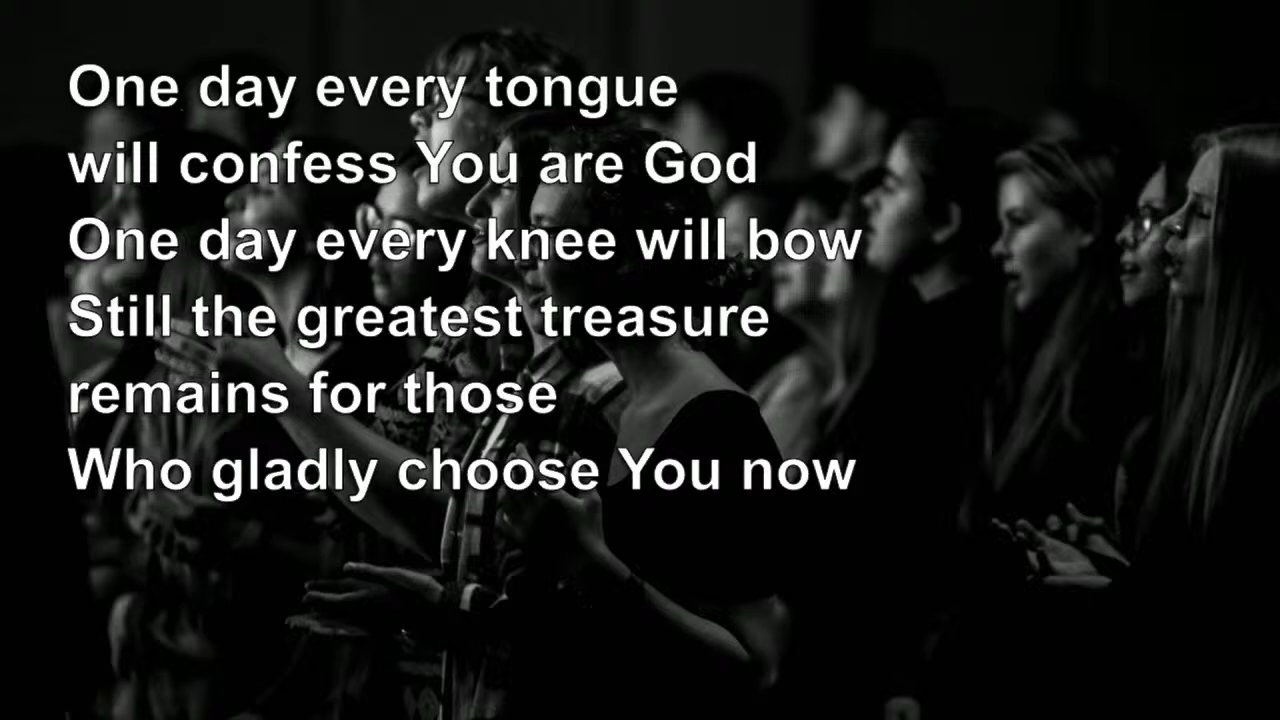 One day every tongue
will confess You are God
One day every knee will bow
Still the greatest treasure
remains for those
Who gladly choose You now